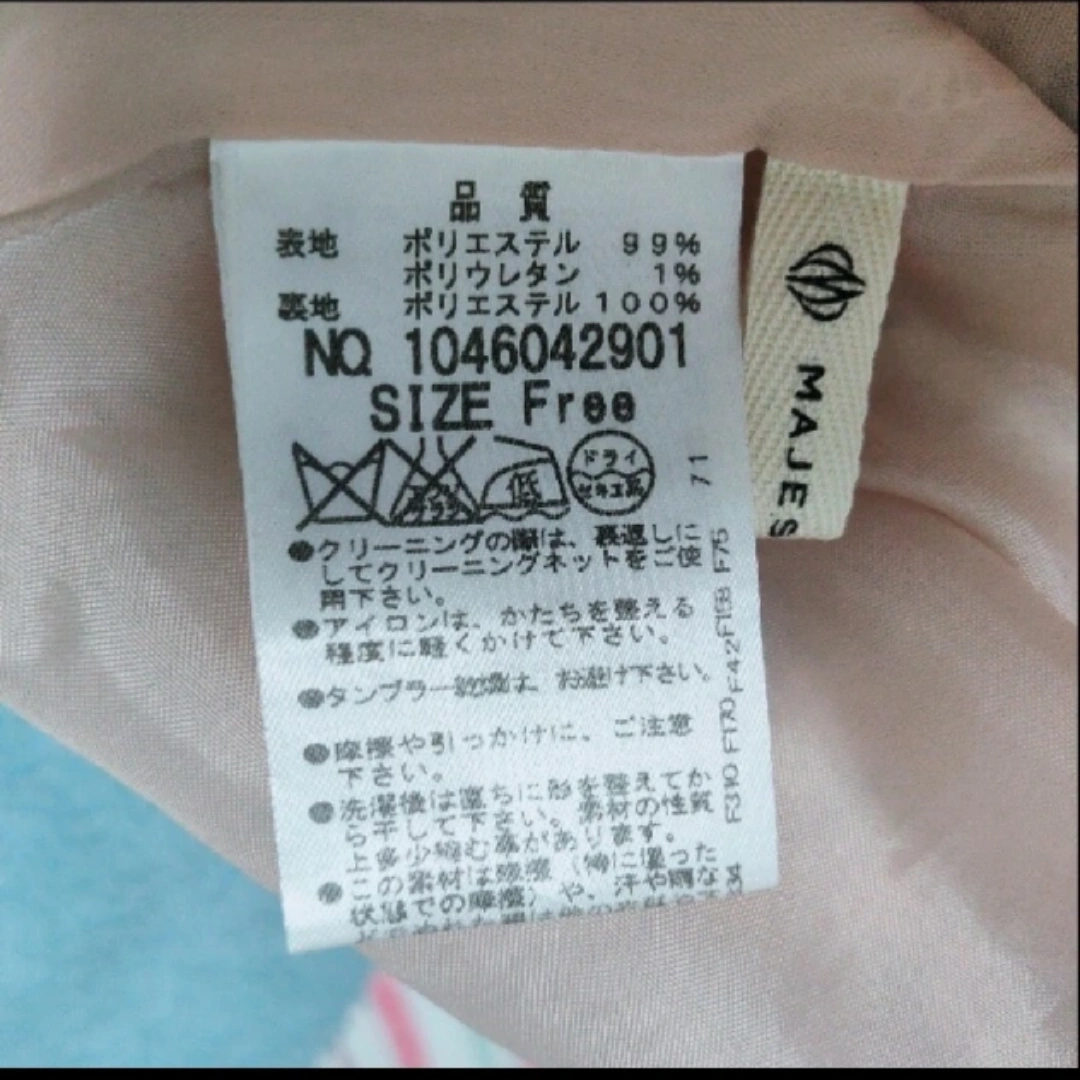 品 質
表地 ポリエステル 99%
ポリウレタン 1%
裏地 ポリエステル 100%
NO 1046042901
SIZE Free
低
ドライ
セキユ系
71
●クリーニングの際は、裏返しに
してクリーニングネットをご使
用下さい。
●アイロンは、かたちを整える
程度に軽くかけて下さい。
●タンブラー乾燥は、お避け下さい。
●摩擦や引っかけに、ご注意
下さい。
●洗濯後は直ちに形を整えてか
ら干して下さい。素材の性質
上多少縮む事があります。
●この素材は摩擦（特に湿った
状態での摩擦）や、汗や雨な
F310 F170 F42 F158 F75
MAJES